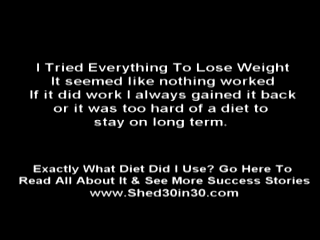 I Tried Everything To Lose Weight
It seemed like nothing worked
If it did work I always gained it back
or it was too hard of a diet to
stay on long term.
Exactly What Diet Did I Use? Go Here To
Read All About It & See More Success Stories
www.Shed30in30.com